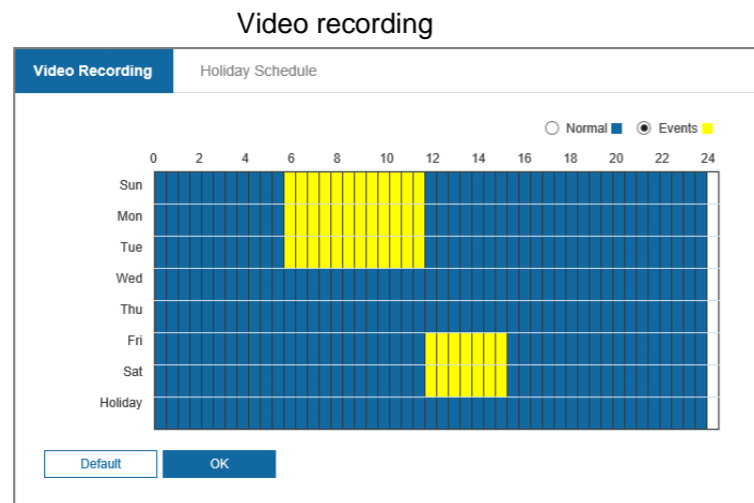 Video recording
Video Recording Holiday Schedule
Normal Events
0 2 4 6 8 10 12 14 16 18 20 22 24
Sun
Mon
Tue
Wed
Thu
Fri
Sat
Holiday
Default OK